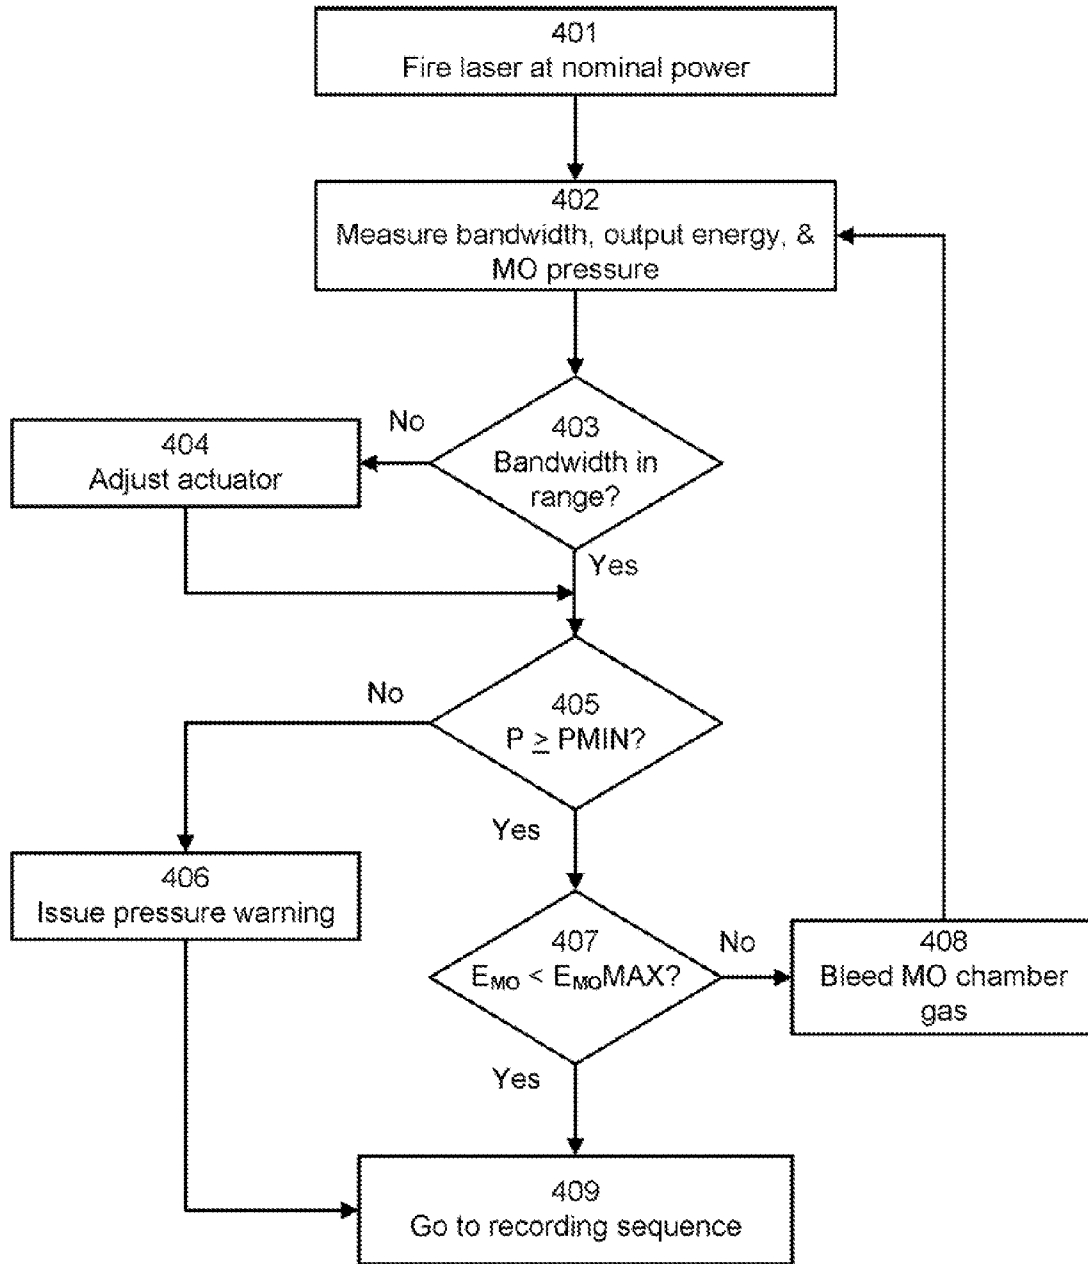 401
Fire laser at nominal power
402
Measure bandwidth, output energy, &
MO pressure
No
403
Bandwidth in
range?
404
Adjust actuator
Yes
No
405
P ≥ PMIN?
Yes
406
Issue pressure warning
407
EMO < EMOMAX?
No
408
Bleed MO chamber
gas
Yes
409
Go to recording sequence